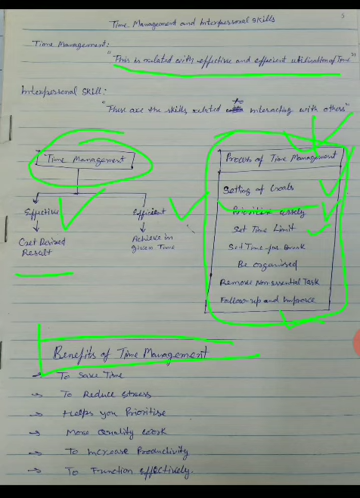 Time Management and Interpersonal Skills
Time Management:
"This is related with effective and efficient utilization of Time"
Interpersonal Skill:
"These are the skills related to interacting with others"
Time Management
Effective
Get Desired
Result
Efficient
Achieve in
given Time
Process of Time Management
Setting of Goals
Prioritize wisely
Set Time Limit
Set Time for Break
Be organised
Remove Non essential Task
Follow up and Improve
Benefits of Time Management
→ To Save Time
→ To Reduce stress
→ Helps you Prioritise
→ More Quality work
→ To Increase Productivity
→ To Function effectively.